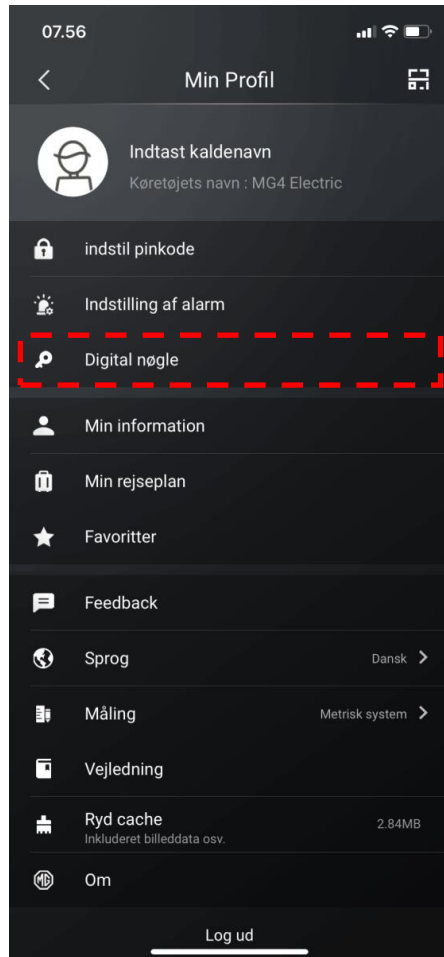 07.56
Min Profil
Indtast kaldenavn
Køretøjets navn : MG4 Electric
indstil pinkode
Indstilling af alarm
Digital nøgle
Min information
Min rejseplan
Favoritter
Feedback
Sprog Dansk
Måling Metrisk system
Vejledning
Ryd cache 2.84MB
Inkluderet billeddata osv.
MG Om
Log ud